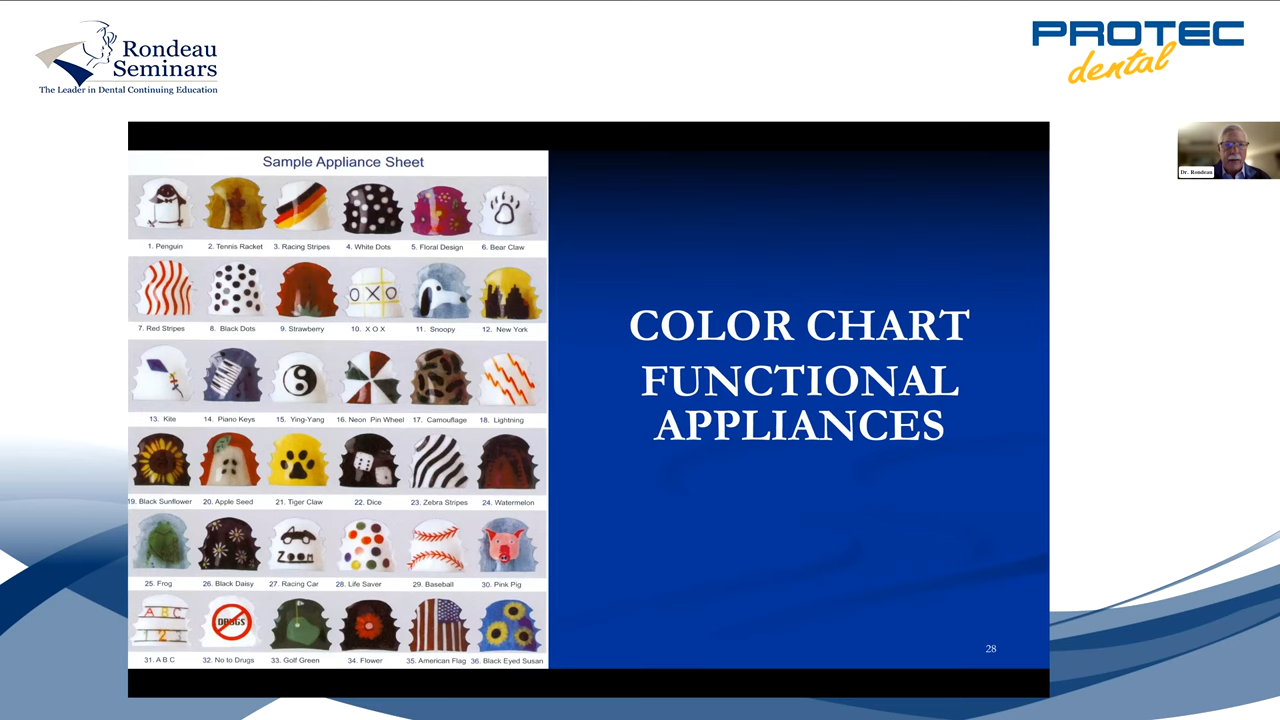 Rondeau
Seminars
The Leader in Dental Continuing Education
PROTEC
dental
Dr. Rondeau
Sample Appliance Sheet
1. Penguin
2. Tennis Racket
3. Racing Stripes
4. White Dots
5. Floral Design
6. Bear Claw
O X O
7. Red Stripes
8. Black Dots
9. Strawberry
10. X O X
11. Snoopy
12. New York
13. Kite
14. Piano Keys
15. Ying-Yang
16. Neon Pin Wheel
17. Camouflage
18. Lightning
19. Black Sunflower
20. Apple Seed
21. Tiger Claw
22. Dice
23. Zebra Stripes
24. Watermelon
ZOOM
25. Frog
26. Black Daisy
27. Racing Car
28. Life Saver
29. Baseball
30. Pink Pig
A B C
1 2
DRUGS
31. A B C
32. No to Drugs
33. Golf Green
34. Flower
35. American Flag
36. Black Eyed Susan
COLOR CHART
FUNCTIONAL
APPLIANCES
28